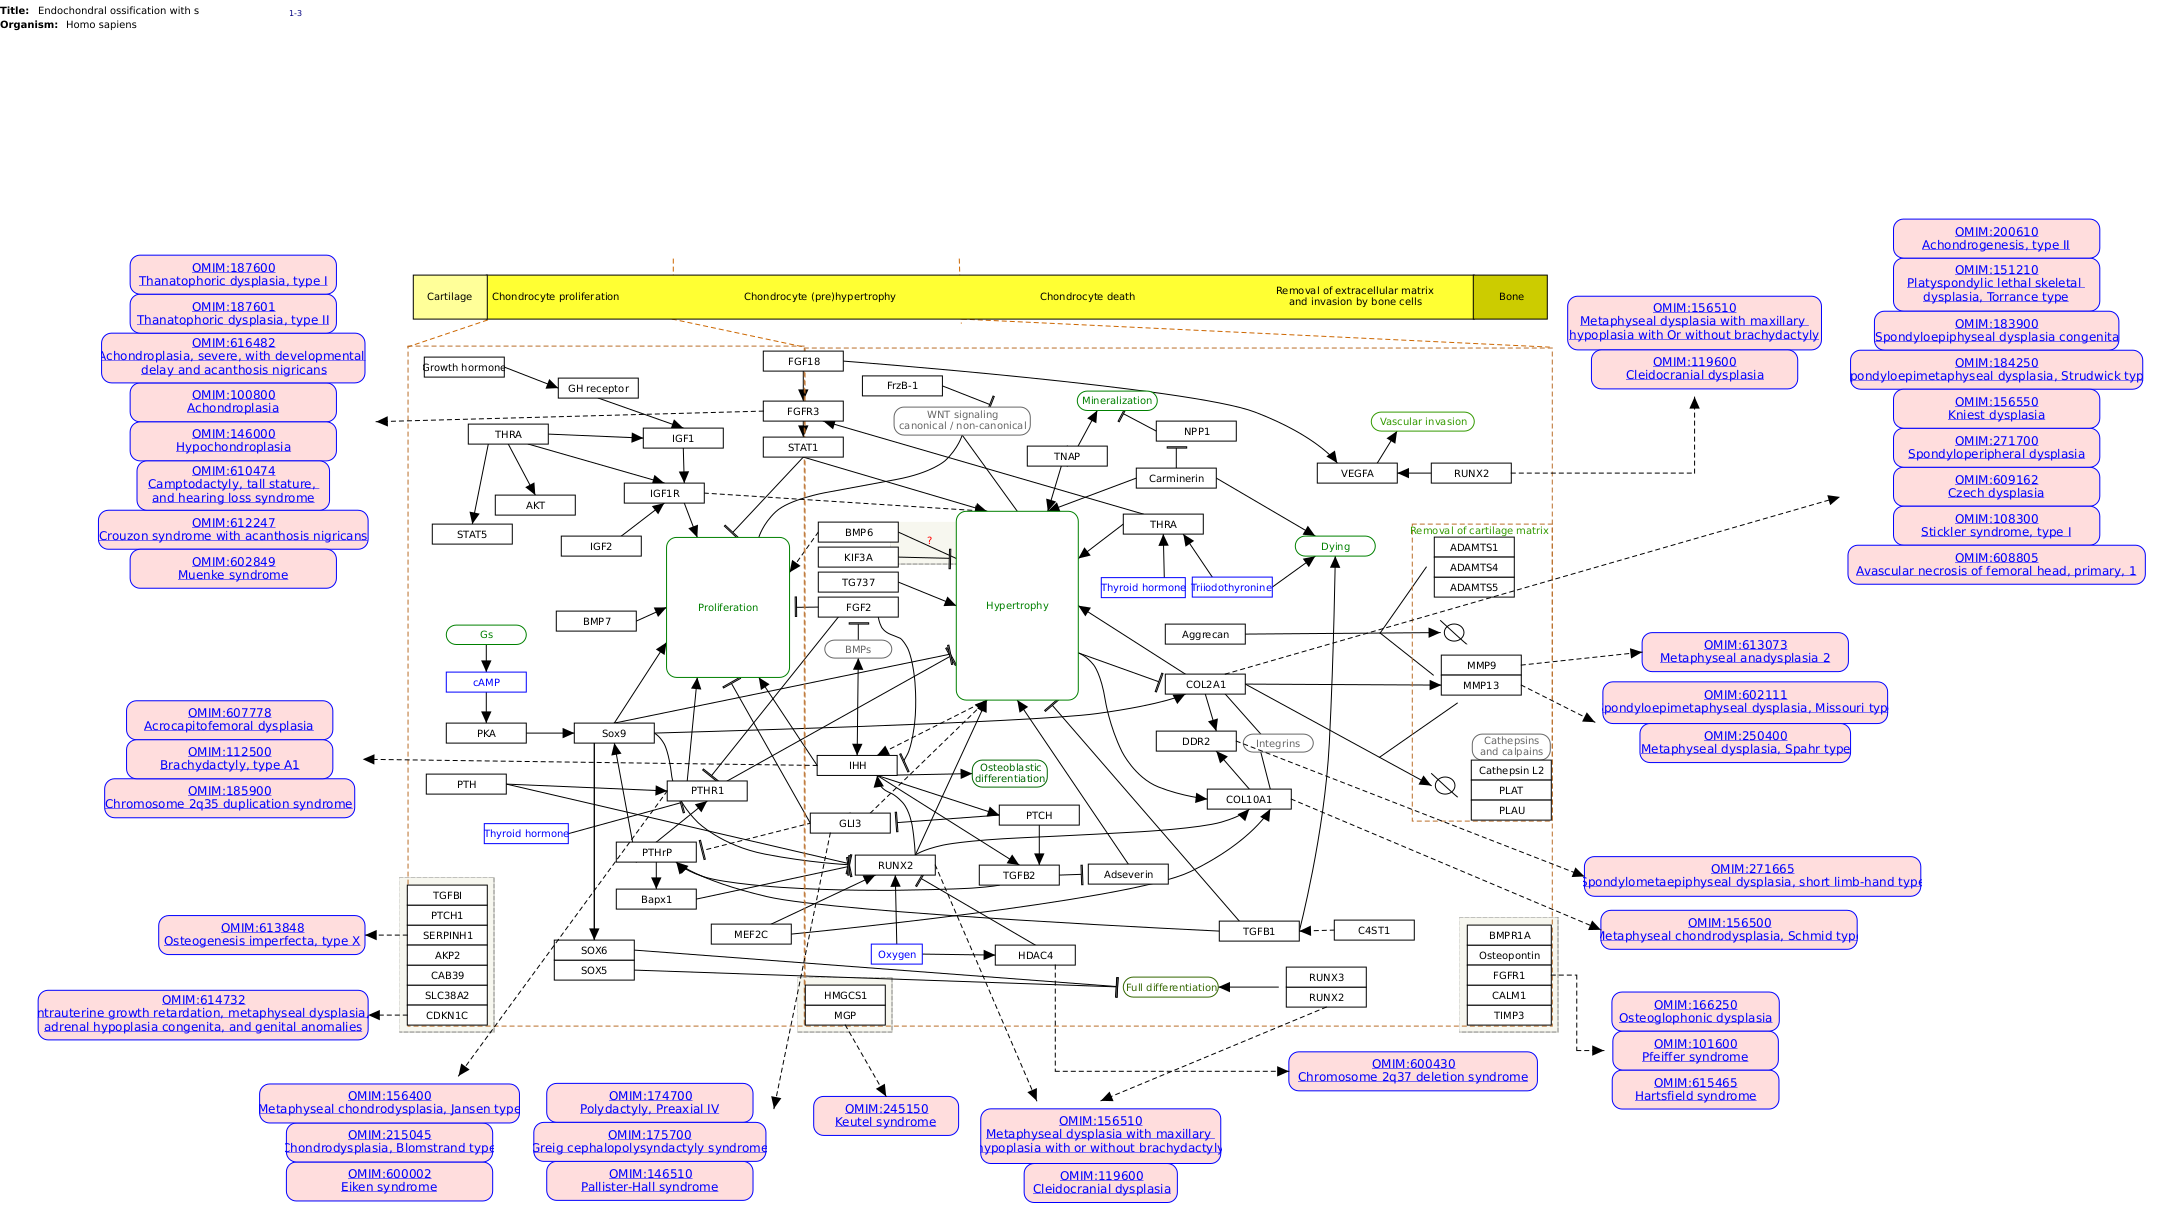 Title: Endochondral ossification with s
1-3
Organism: Homo sapiens
OMIM:187600
Thanatophoric dysplasia, type I
OMIM:187601
Thanatophoric dysplasia, type II
OMIM:616482
Achondroplasia, severe, with developmental
delay and acanthosis nigricans
OMIM:100800
Achondroplasia
OMIM:146000
Hypochondroplasia
OMIM:610474
Camptodactyly, tall stature,
and hearing loss syndrome
OMIM:612247
Crouzon syndrome with acanthosis nigricans
OMIM:602849
Muenke syndrome
OMIM:607778
Acrocapitofemoral dysplasia
OMIM:112500
Brachydactyly, type A1
OMIM:185900
Chromosome 2q35 duplication syndrome
OMIM:613848
Osteogenesis imperfecta, type X
OMIM:614732
ntrauterine growth retardation, metaphyseal dysplasia,
adrenal hypoplasia congenita, and genital anomalies
Cartilage
Chondrocyte proliferation
Chondrocyte (pre)hypertrophy
Chondrocyte death
Removal of extracellular matrix
and invasion by bone cells
Bone
Growth hormone
GH receptor
THRA
IGF1
IGF1R
AKT
STAT5
IGF2
FGF18
FGFR3
STAT1
FrzB-1
WNT signaling
canonical / non-canonical
Mineralization
NPP1
TNAP
Carminerin
Vascular invasion
VEGFA
RUNX2
THRA
Thyroid hormone
Triiodothyronine
Dying
BMP6
?
KIF3A
TG737
FGF2
BMPs
Proliferation
Hypertrophy
BMP7
Gs
cAMP
PKA
Sox9
PTH
PTHR1
Thyroid hormone
PTHrP
Bapx1
IHH
Osteoblastic
differentiation
GLI3
PTCH
RUNX2
TGFB2
Adseverin
MEF2C
Oxygen
HDAC4
SOX6
SOX5
HMGCS1
MGP
Full differentiation
RUNX3
RUNX2
TGFB1
C4ST1
Removal of cartilage matrix
ADAMTS1
ADAMTS4
ADAMTS5
Aggrecan
MMP9
MMP13
COL2A1
DDR2
Integrins
COL10A1
Cathepsins
and calpains
Cathepsin L2
PLAT
PLAU
TGFBI
PTCH1
SERPINH1
AKP2
CAB39
SLC38A2
CDKN1C
BMPR1A
Osteopontin
FGFR1
CALM1
TIMP3
OMIM:156510
Metaphyseal dysplasia with maxillary
hypoplasia with Or without brachydactyly
OMIM:119600
Cleidocranial dysplasia
OMIM:200610
Achondrogenesis, type II
OMIM:151210
Platyspondylic lethal skeletal
dysplasia, Torrance type
OMIM:183900
Spondyloepiphyseal dysplasia congenita
OMIM:184250
pondyloepimetaphyseal dysplasia, Strudwick typ
OMIM:156550
Kniest dysplasia
OMIM:271700
Spondyloperipheral dysplasia
OMIM:609162
Czech dysplasia
OMIM:108300
Stickler syndrome, type I
OMIM:608805
Avascular necrosis of femoral head, primary, 1
OMIM:613073
Metaphyseal anadysplasia 2
OMIM:602111
pondyloepimetaphyseal dysplasia, Missouri typ
OMIM:250400
Metaphyseal dysplasia, Spahr type
OMIM:271665
Spondylometaepiphyseal dysplasia, short limb-hand type
OMIM:156500
Metaphyseal chondrodysplasia, Schmid type
OMIM:166250
Osteoglophonic dysplasia
OMIM:101600
Pfeiffer syndrome
OMIM:615465
Hartsfield syndrome
OMIM:600430
Chromosome 2q37 deletion syndrome
OMIM:156400
Metaphyseal chondrodysplasia, Jansen type
OMIM:215045
Chondrodysplasia, Blomstrand type
OMIM:600002
Eiken syndrome
OMIM:174700
Polydactyly, Preaxial IV
OMIM:175700
Greig cephalopolysyndactyly syndrome
OMIM:146510
Pallister-Hall syndrome
OMIM:245150
Keutel syndrome
OMIM:156510
Metaphyseal dysplasia with maxillary
hypoplasia with or without brachydactyly
OMIM:119600
Cleidocranial dysplasia